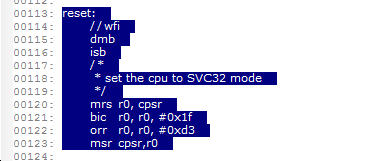 00112:
00113: reset:
00114: //wfi
00115: dmb
00116: isb
00117: /*
00118: * set the cpu to SVC32 mode
00119: */
00120: mrs r0, cpsr
00121: bic r0, r0, #0x1f
00122: orr r0, r0, #0xd3
00123: msr cpsr,r0
00124: